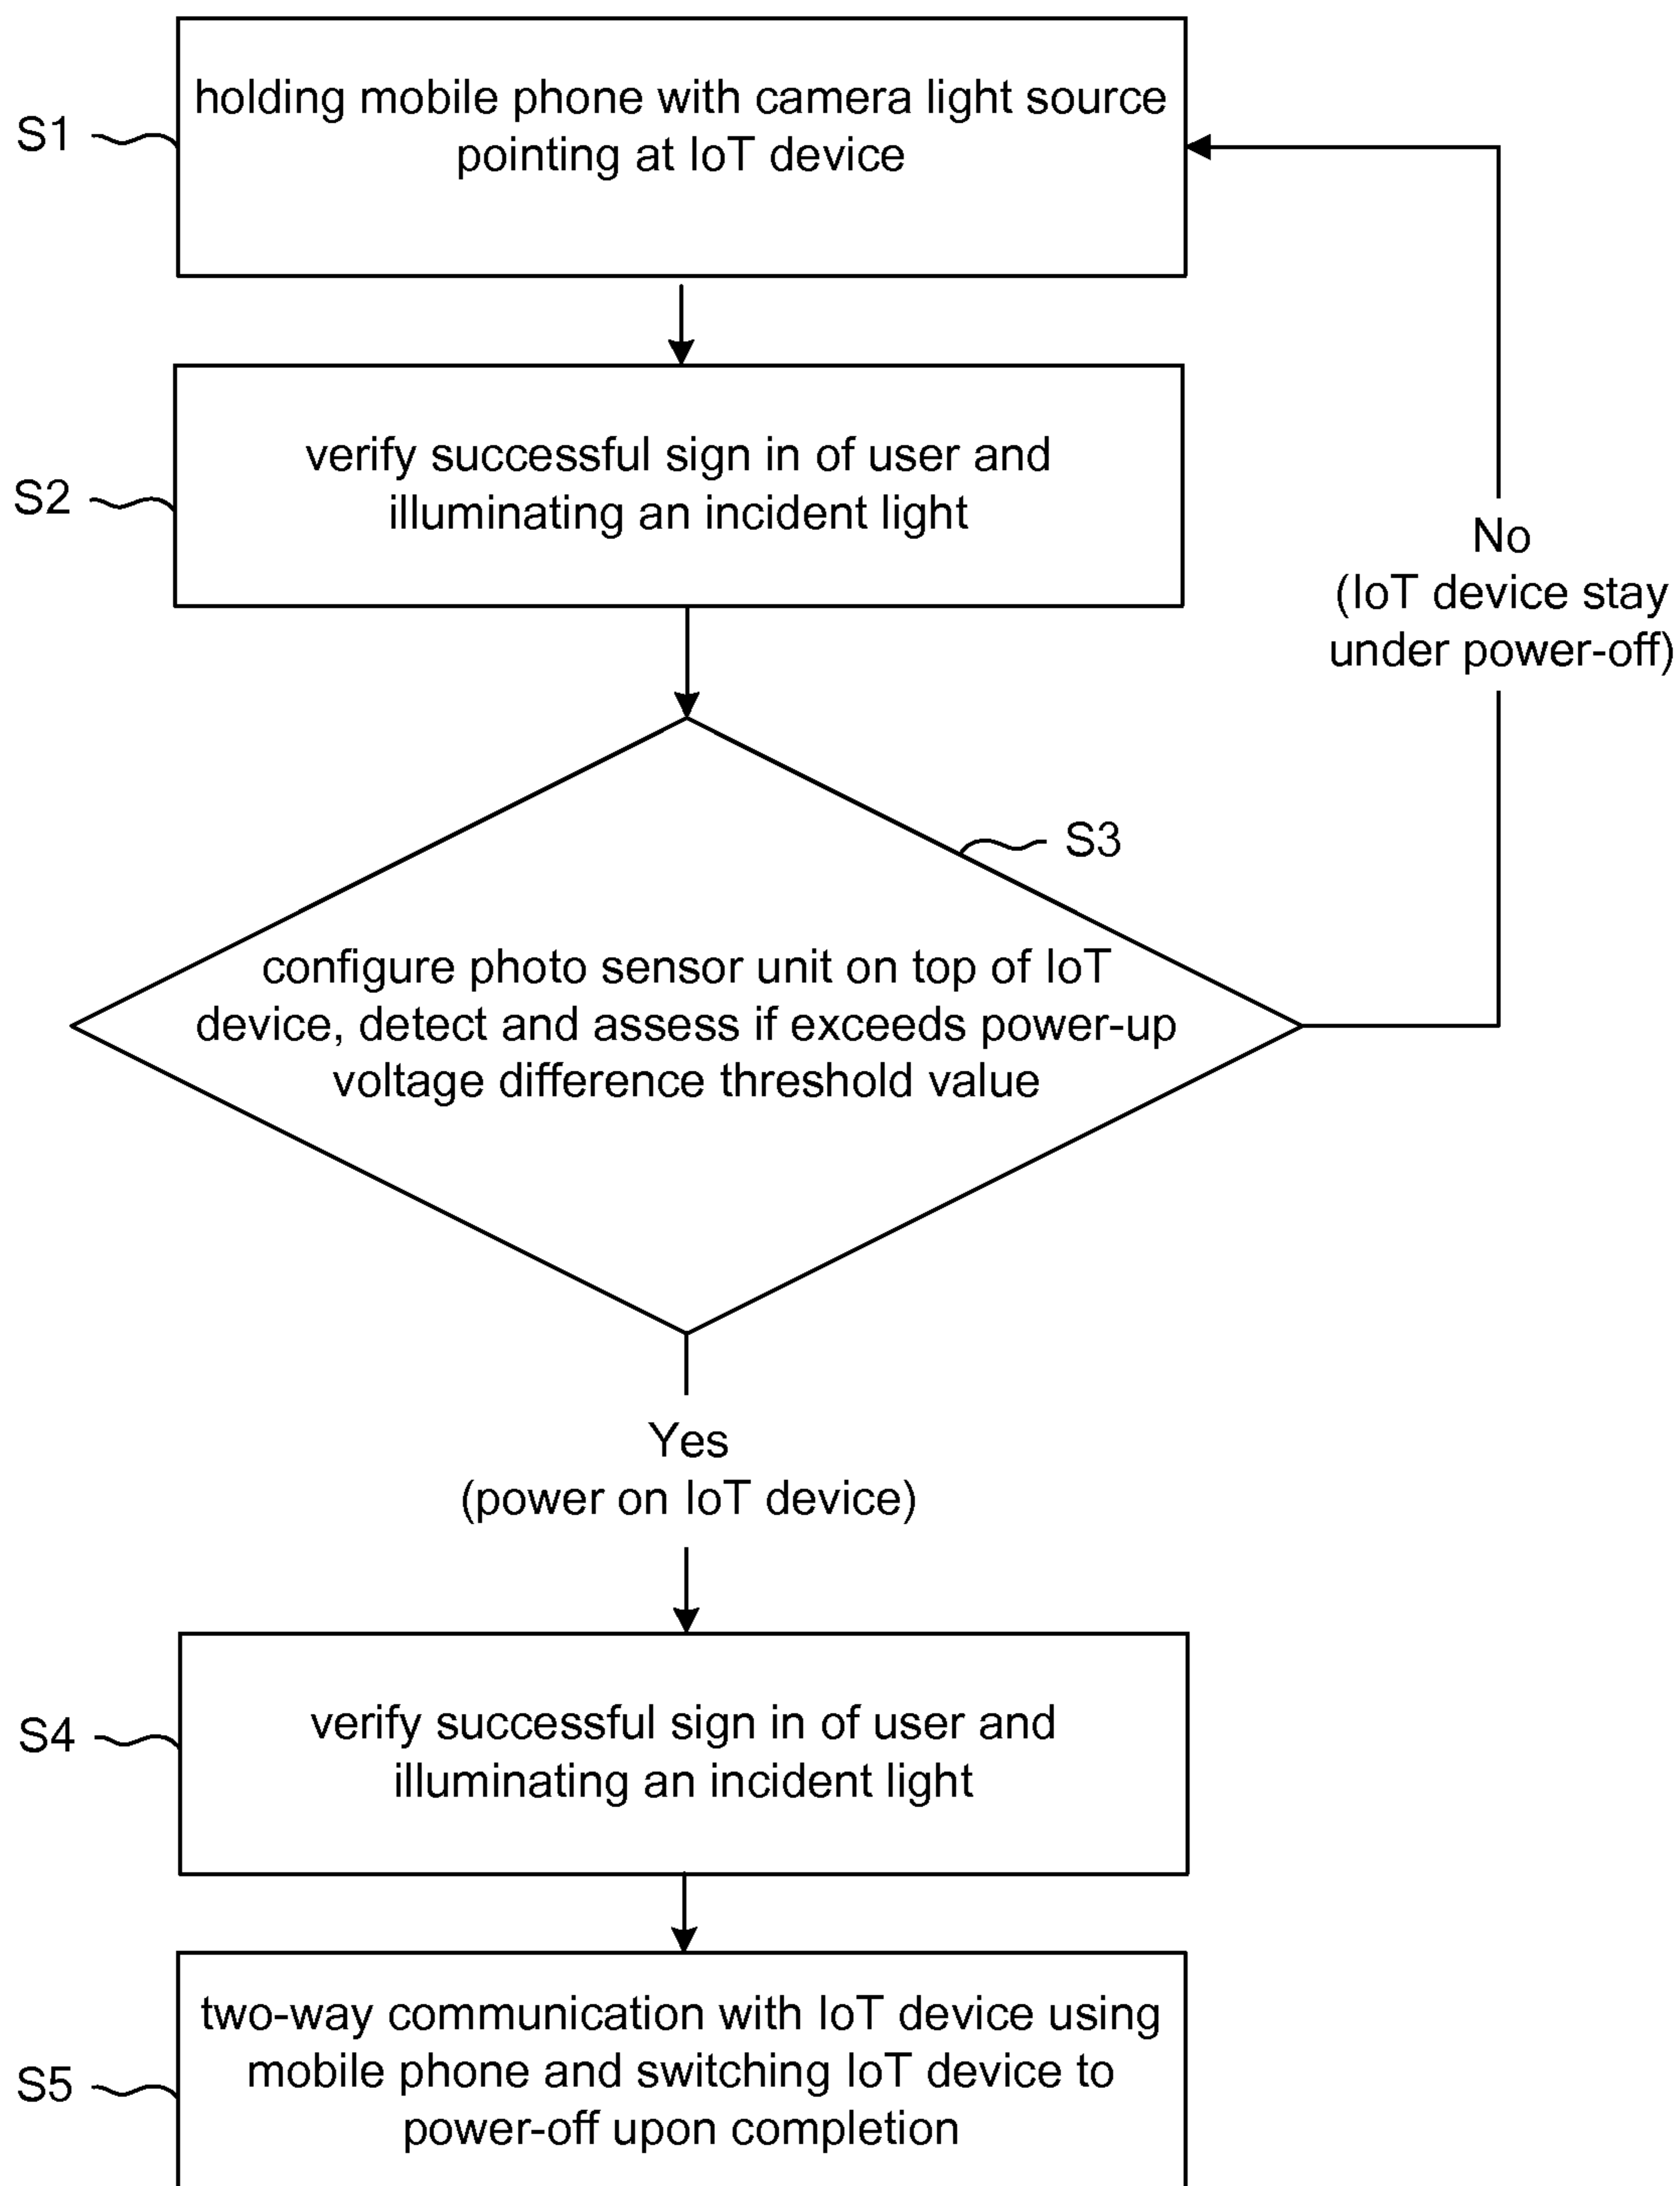 S1
holding mobile phone with camera light source
pointing at IoT device
S2
verify successful sign in of user and
illuminating an incident light
No
(IoT device stay
under power-off)
S3
configure photo sensor unit on top of IoT
device, detect and assess if exceeds power-up
voltage difference threshold value
Yes
(power on IoT device)
S4
verify successful sign in of user and
illuminating an incident light
S5
two-way communication with IoT device using
mobile phone and switching IoT device to
power-off upon completion